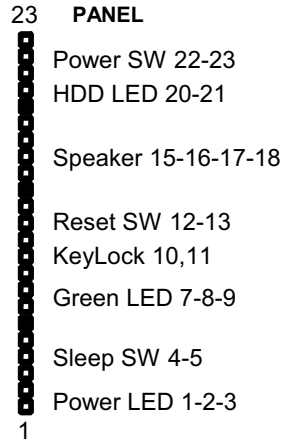 23 PANEL
Power SW 22-23
HDD LED 20-21
Speaker 15-16-17-18
Reset SW 12-13
KeyLock 10,11
Green LED 7-8-9
Sleep SW 4-5
Power LED 1-2-3
1